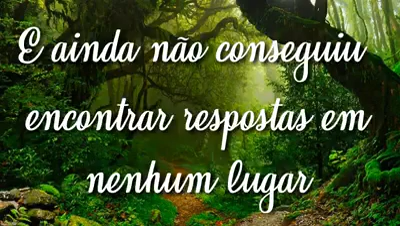 E ainda não conseguiu
encontrar respostas em
nenhum lugar